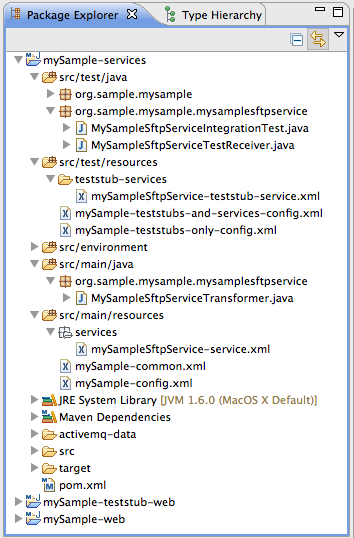 Package Explorer Type Hierarchy
mySample-services
src/test/java
org.sample.mysample
org.sample.mysample.mysamplesftpservice
MySampleSftpServiceIntegrationTest.java
MySampleSftpServiceTestReceiver.java
src/test/resources
teststub-services
mySampleSftpService-teststub-service.xml
mySample-teststubs-and-services-config.xml
mySample-teststubs-only-config.xml
src/environment
src/main/java
org.sample.mysample.mysamplesftpservice
MySampleSftpServiceTransformer.java
src/main/resources
services
mySampleSftpService-service.xml
mySample-common.xml
mySample-config.xml
JRE System Library [JVM 1.6.0 (MacOS X Default)]
Maven Dependencies
activemq-data
src
target
pom.xml
mySample-teststub-web
mySample-web